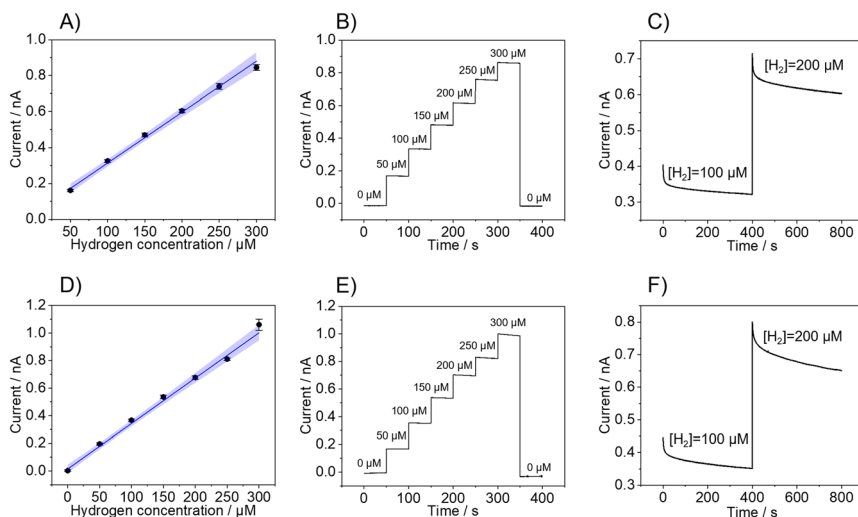 A)
Current / nA
1.0
0.8
0.6
0.4
0.2
0.0
50 100 150 200 250 300
Hydrogen concentration / µM
B)
Current / nA
1.0
0.8
0.6
0.4
0.2
0.0
0 µM
50 µM
100 µM
150 µM
200 µM
250 µM
300 µM
0 µM
0 100 200 300 400
Time / s
C)
Current / nA
0.7
0.6
0.5
0.4
0.3
[H₂]=100 µM
[H₂]=200 µM
0 200 400 600 800
Time / s
D)
Current / nA
1.2
1.0
0.8
0.6
0.4
0.2
0.0
0 50 100 150 200 250 300
Hydrogen concentration / µM
E)
Current / nA
1.2
1.0
0.8
0.6
0.4
0.2
0.0
0 µM
50 µM
100 µM
150 µM
200 µM
250 µM
300 µM
0 µM
0 100 200 300 400
Time / s
F)
Current / nA
0.8
0.7
0.6
0.5
0.4
0.3
[H₂]=100 µM
[H₂]=200 µM
0 200 400 600 800
Time / s